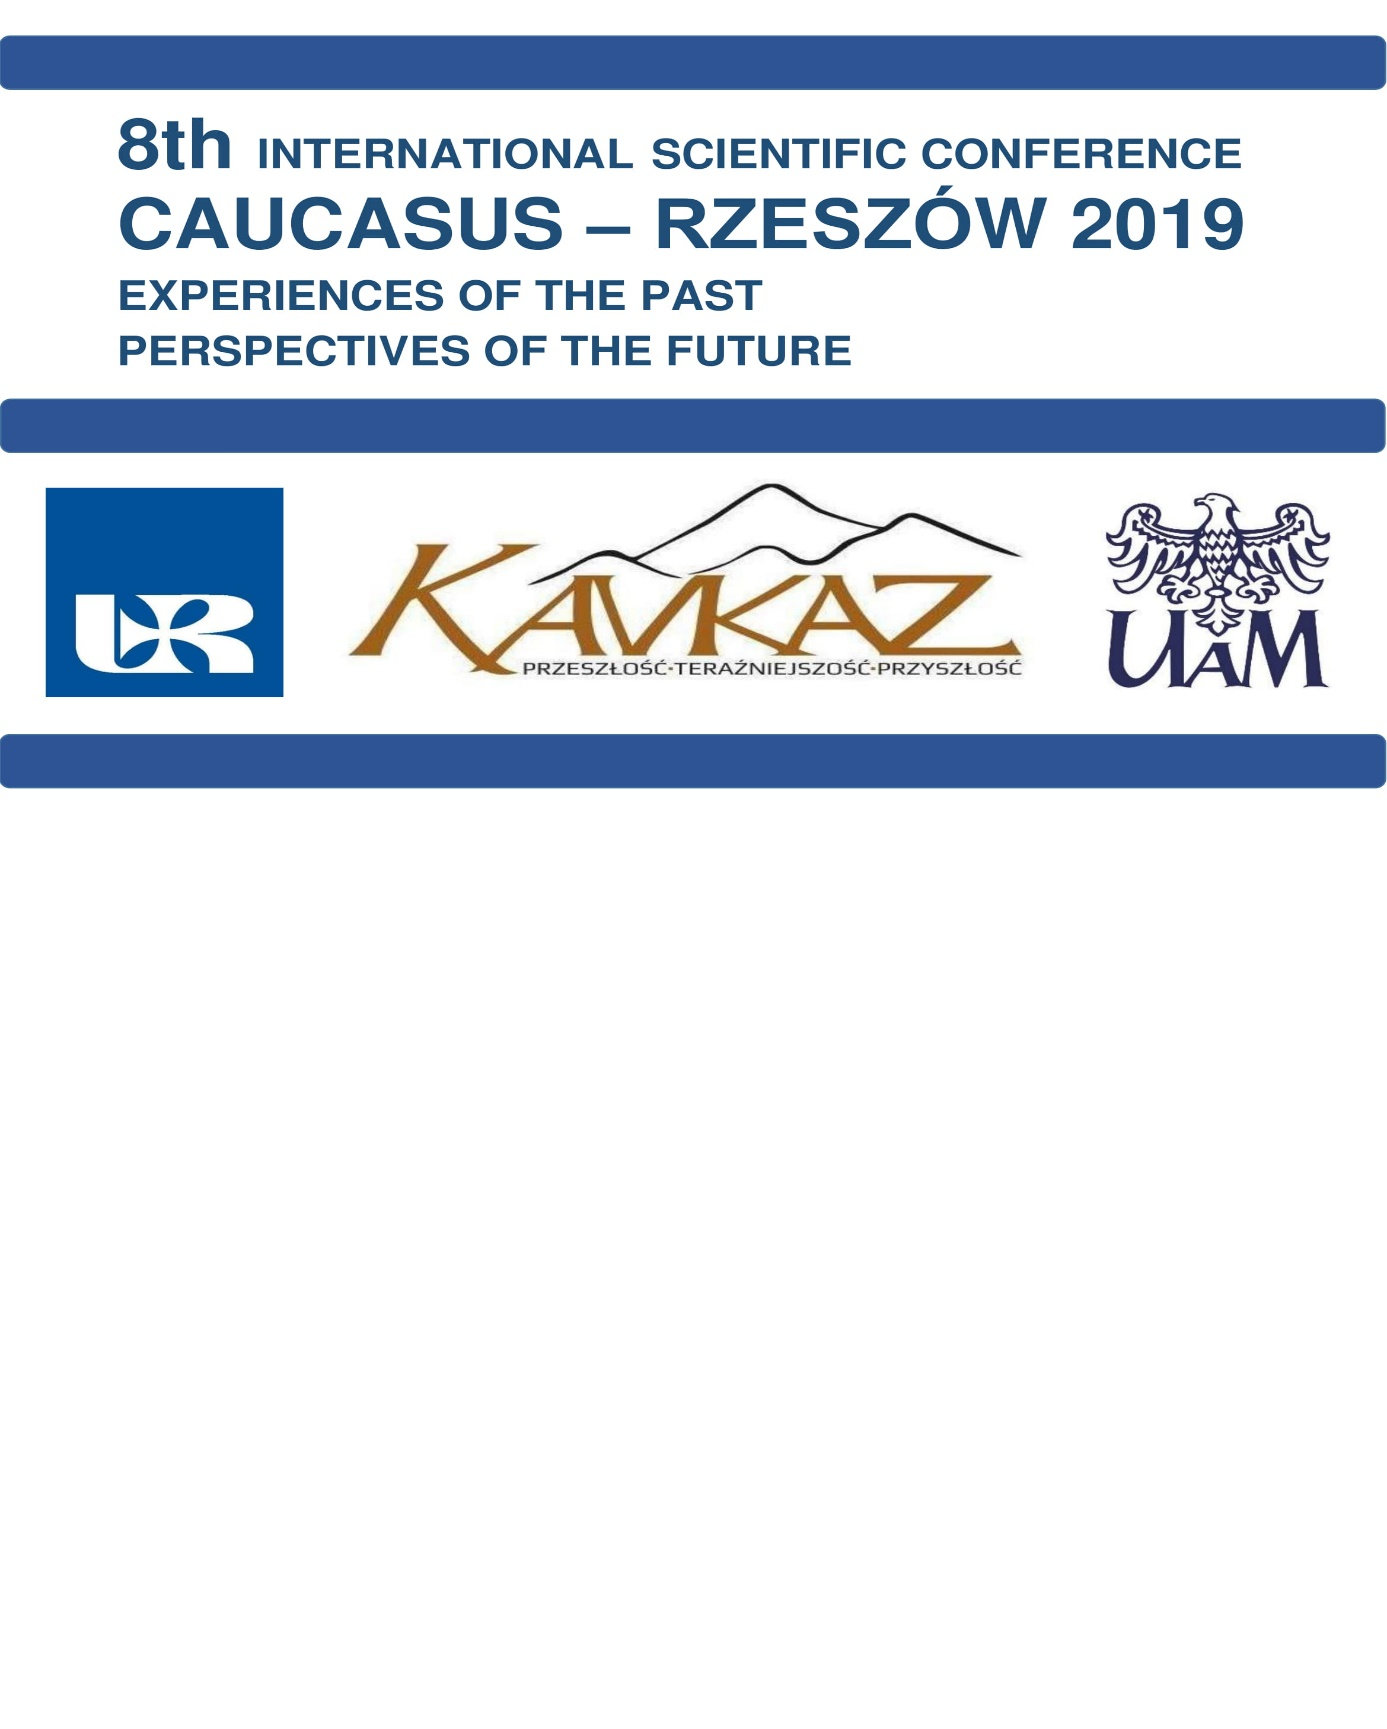 8th INTERNATIONAL SCIENTIFIC CONFERENCE
CAUCASUS – RZESZÓW 2019
EXPERIENCES OF THE PAST
PERSPECTIVES OF THE FUTURE
UR
KAVKAZ
PRZESZŁOŚĆ·TERAŹNIEJSZOŚĆ·PRZYSZŁOŚĆ
UAM